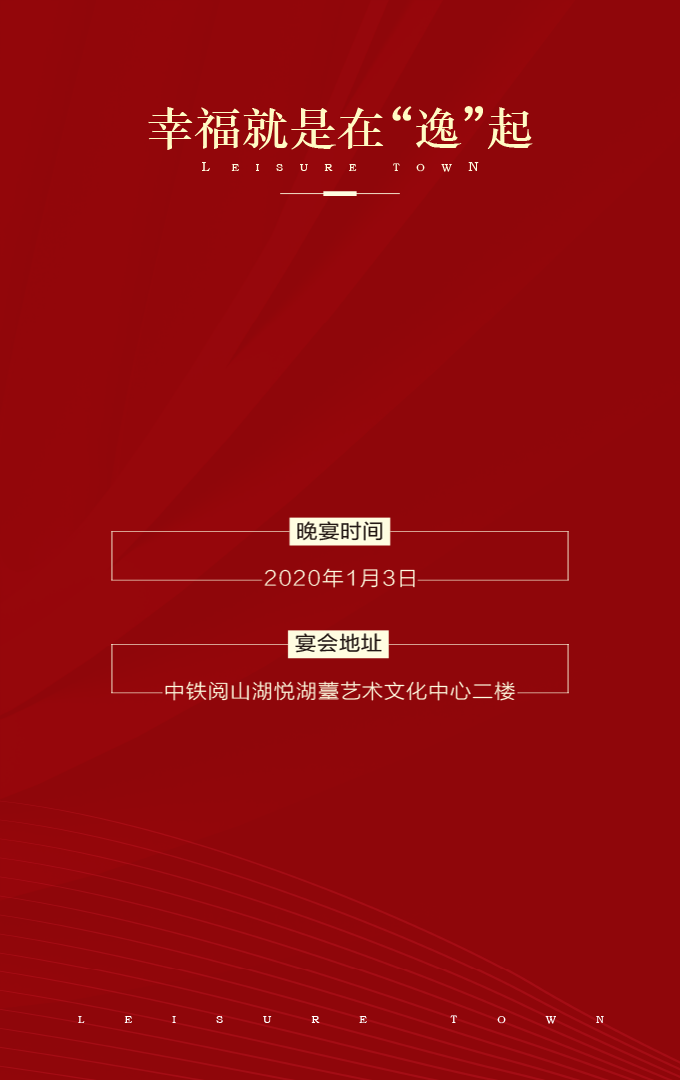 幸福就是在“逸”起
LEISURE TOWN
晚宴时间
2020年1月3日
宴会地址
中铁阅山湖悦湖薹艺术文化中心二楼
LEISURE TOWN